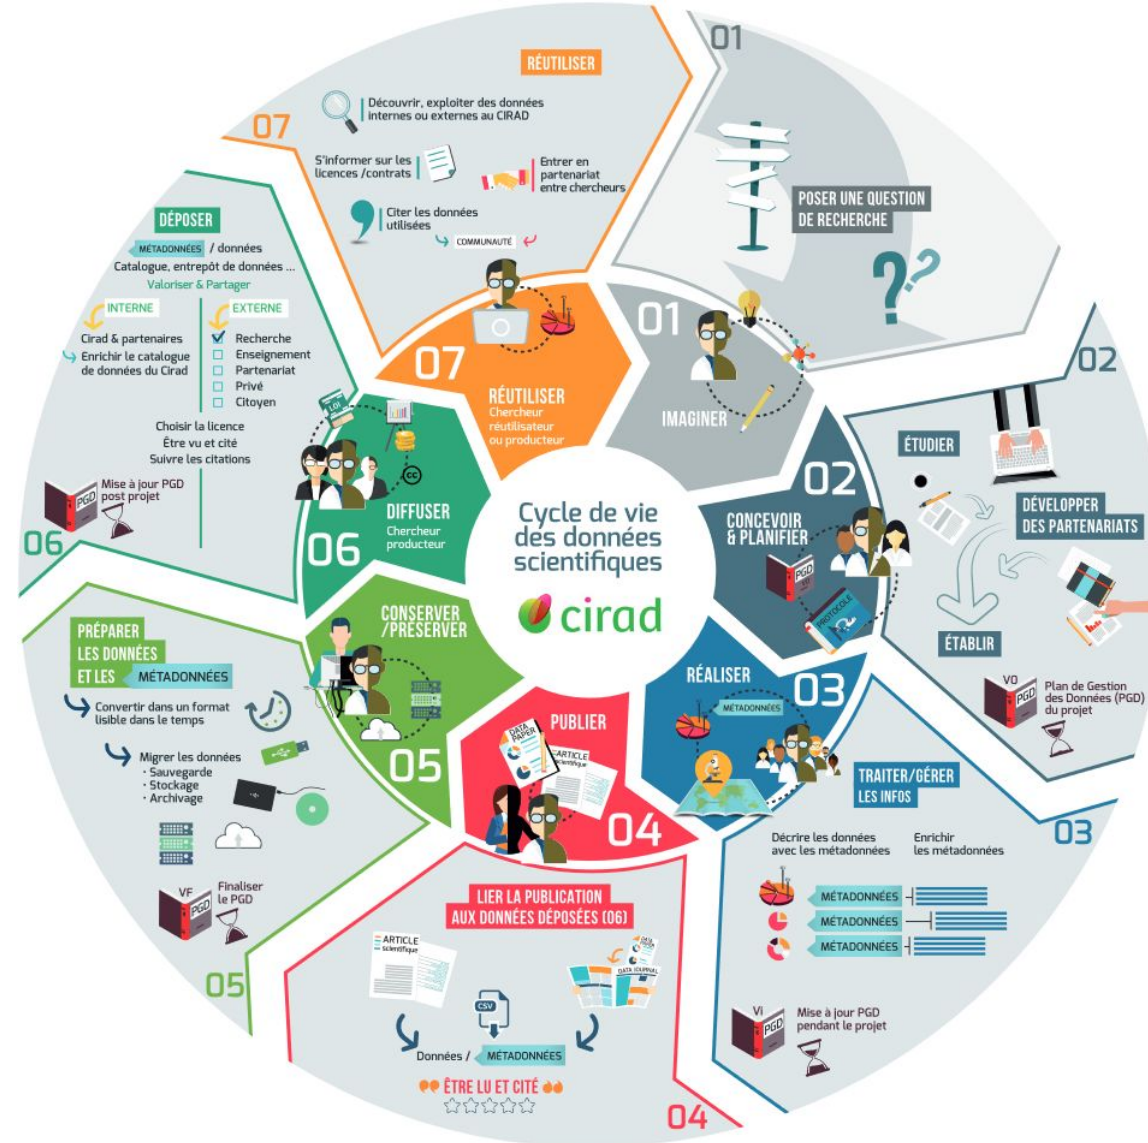 Cycle de vie
des données
scientifiques
cirad
01
IMAGINER
01
POSER UNE QUESTION
DE RECHERCHE
??
02
CONCEVOIR
& PLANIFIER
PGD
PROTOCOLE
02
ÉTUDIER
DÉVELOPPER
DES PARTENARIATS
ÉTABLIR
V0
PGD
Plan de Gestion
des Données (PGD)
du projet
03
RÉALISER
MÉTADONNÉES
03
TRAITER/GÉRER
LES INFOS
Décrire les données
avec les métadonnées
Enrichir
les métadonnées
MÉTADONNÉES
MÉTADONNÉES
MÉTADONNÉES
Vi
PGD
Mise à jour PGD
pendant le projet
04
PUBLIER
DATA
PAPER
ARTICLE
scientifique
04
LIER LA PUBLICATION
AUX DONNÉES DÉPOSÉES (06)
ARTICLE
scientifique
DATA
PAPER
DATA JOURNAL
CSV
Données / MÉTADONNÉES
ÊTRE LU ET CITÉ
05
CONSERVER
/PRÉSERVER
05
PRÉPARER
LES DONNÉES
ET LES MÉTADONNÉES
Convertir dans un format
lisible dans le temps
Migrer les données
· Sauvegarde
· Stockage
· Archivage
VF
PGD
Finaliser
le PGD
06
DIFFUSER
Chercheur
producteur
LOI
cc
06
DÉPOSER
MÉTADONNÉES / données
Catalogue, entrepôt de données ...
Valoriser & Partager
INTERNE
Cirad & partenaires
Enrichir le catalogue
de données du Cirad
EXTERNE
Recherche
Enseignement
Partenariat
Privé
Citoyen
Choisir la licence
Être vu et cité
Suivre les citations
PGD
Mise à jour PGD
post projet
07
RÉUTILISER
Chercheur
réutilisateur
ou producteur
07
RÉUTILISER
Découvrir, exploiter des données
internes ou externes au CIRAD
S'informer sur les
licences /contrats
Entrer en
partenariat
entre chercheurs
Citer les données
utilisées
COMMUNAUTÉ